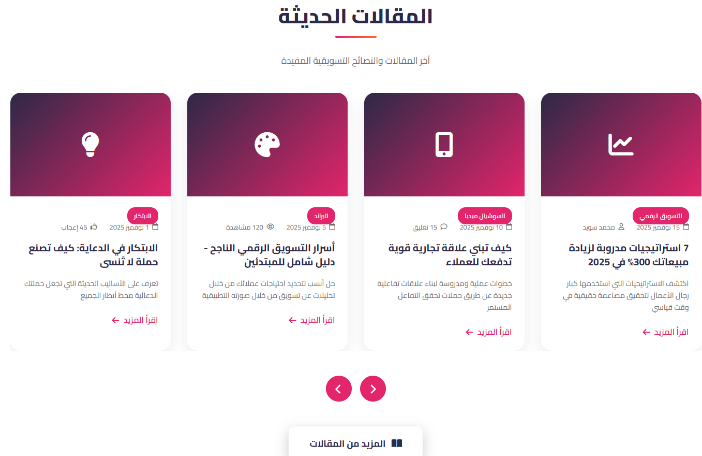 المقالات الحديثة
آخر المقالات والنصائح التسويقية المفيدة
التسويق الرقمي
15 نوفمبر 2025 محمد سويد
7 استراتيجيات مدروبة لزيادة
مبيعاتك 300% في 2025
اكتشف الاستراتيجيات التي استخدمها كبار
رجال الأعمال لتحقيق مضاعفة حقيقية في
وقت قياسي
اقرأ المزيد
السوشيال ميديا
10 نوفمبر 2025 15 تعليق
كيف تبني علاقة تجارية قوية
تدفعك للعملاء
خطوات عملية ومدروسة لبناء علاقات تفاعلية
جديدة عن طريق حملات تحقق التفاعل
المستمر
اقرأ المزيد
البراند
5 نوفمبر 2025 120 مشاهدة
أسرار التسويق الرقمي الناجح -
دليل شامل للمبتدئين
حل أنسب لتحديد احتياجات عملائك من خلال
تحليلات عن تسويق من خلال صورته التطبيقية
اقرأ المزيد
الابتكار
1 نوفمبر 2025 45 إعجاب
الابتكار في الدعاية: كيف تصنع
حملة لا تُنسى
تعرف على الأساليب الحديثة التي تجعل حملتك
الدعائية محط أنظار الجميع
اقرأ المزيد
المزيد من المقالات